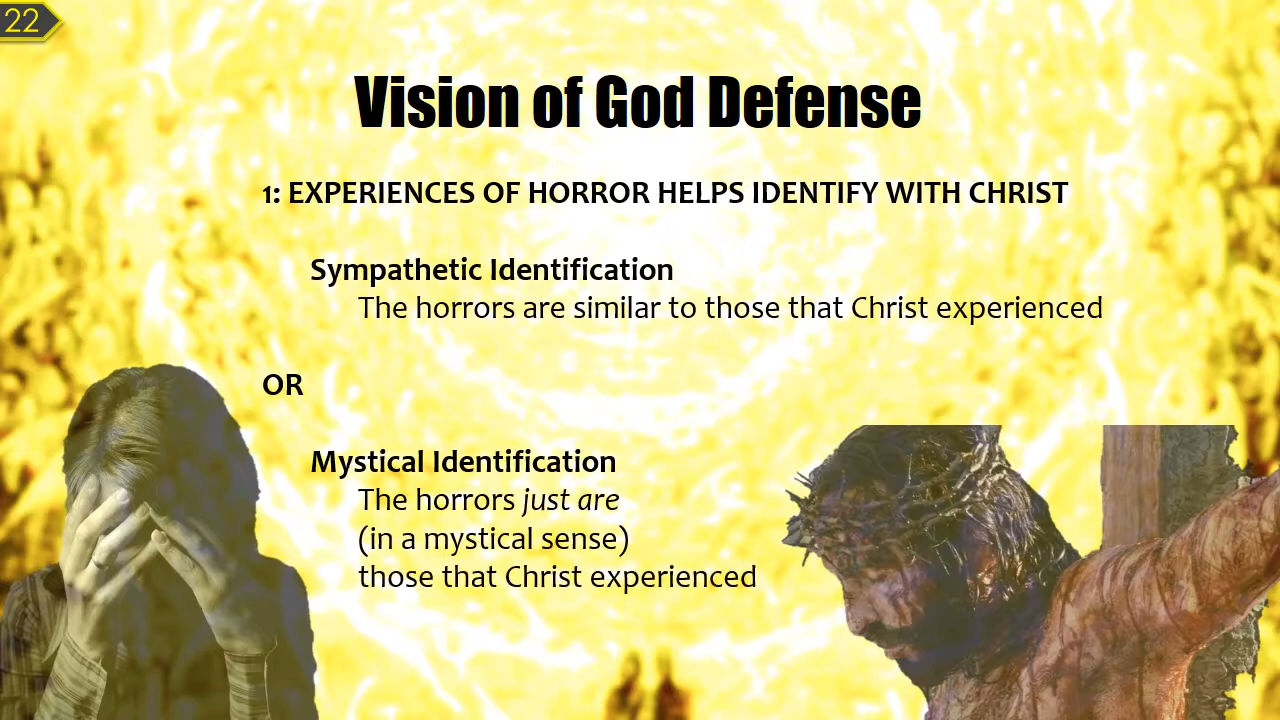 22
Vision of God Defense
1: EXPERIENCES OF HORROR HELPS IDENTIFY WITH CHRIST
Sympathetic Identification
The horrors are similar to those that Christ experienced
OR
Mystical Identification
The horrors just are
(in a mystical sense)
those that Christ experienced